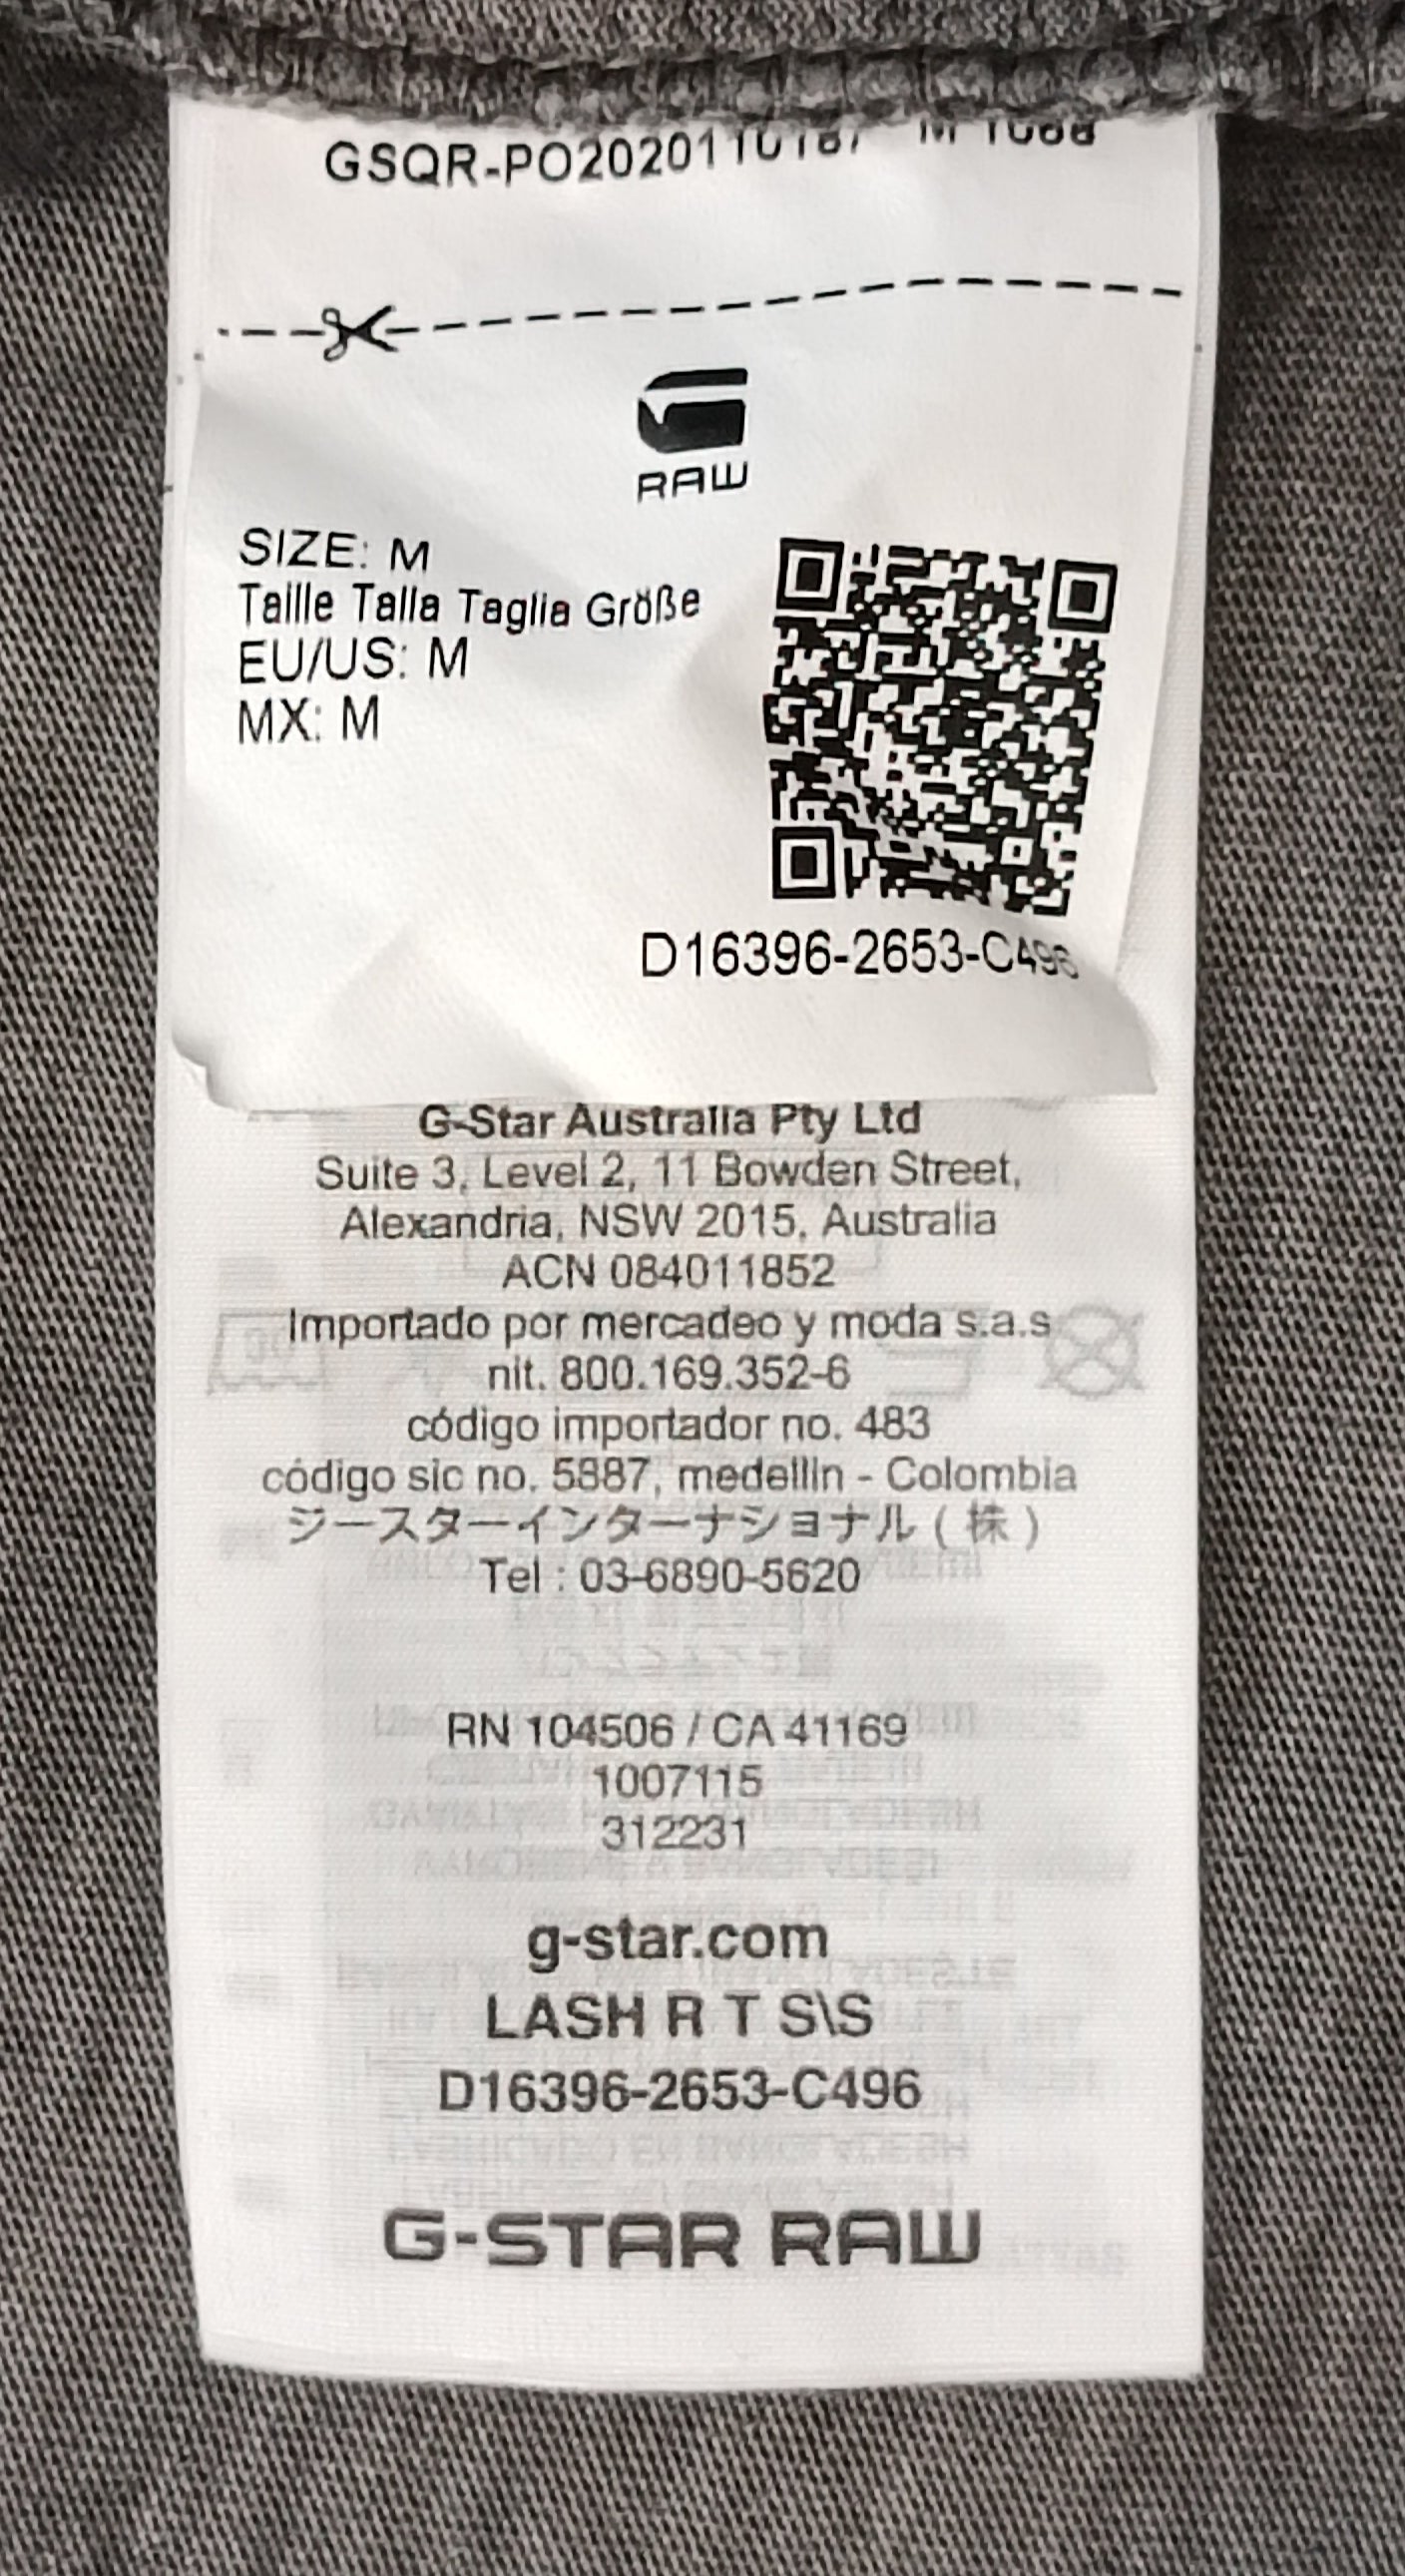 GSQR-PO2020110187 M 1088
RAW
SIZE: M
Taille Talla Taglia Größe
EU/US: M
MX: M
D16396-2653-C496
G-Star Australia Pty Ltd
Suite 3, Level 2, 11 Bowden Street,
Alexandria, NSW 2015, Australia
ACN 084011852
Importado por mercadeo y moda s.a.s
nit. 800.169.352-6
código importador no. 483
código sic no. 5887, medellin - Colombia
ジースターインターナショナル ( 株 )
Tel : 03-6890-5620
RN 104506 / CA 41169
1007115
312231
g-star.com
LASH R T S\S
D16396-2653-C496
G-STAR RAW